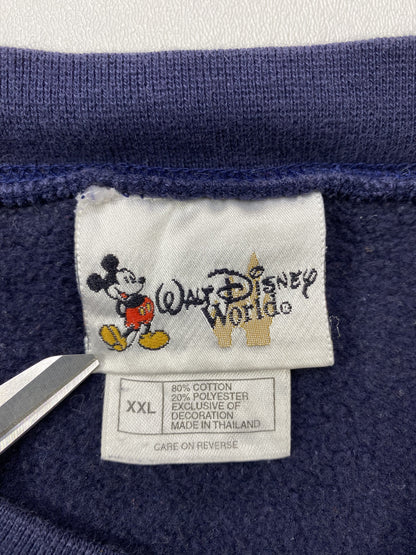 Walt Disney
World®
XXL
80% COTTON
20% POLYESTER
EXCLUSIVE OF
DECORATION
MADE IN THAILAND
CARE ON REVERSE